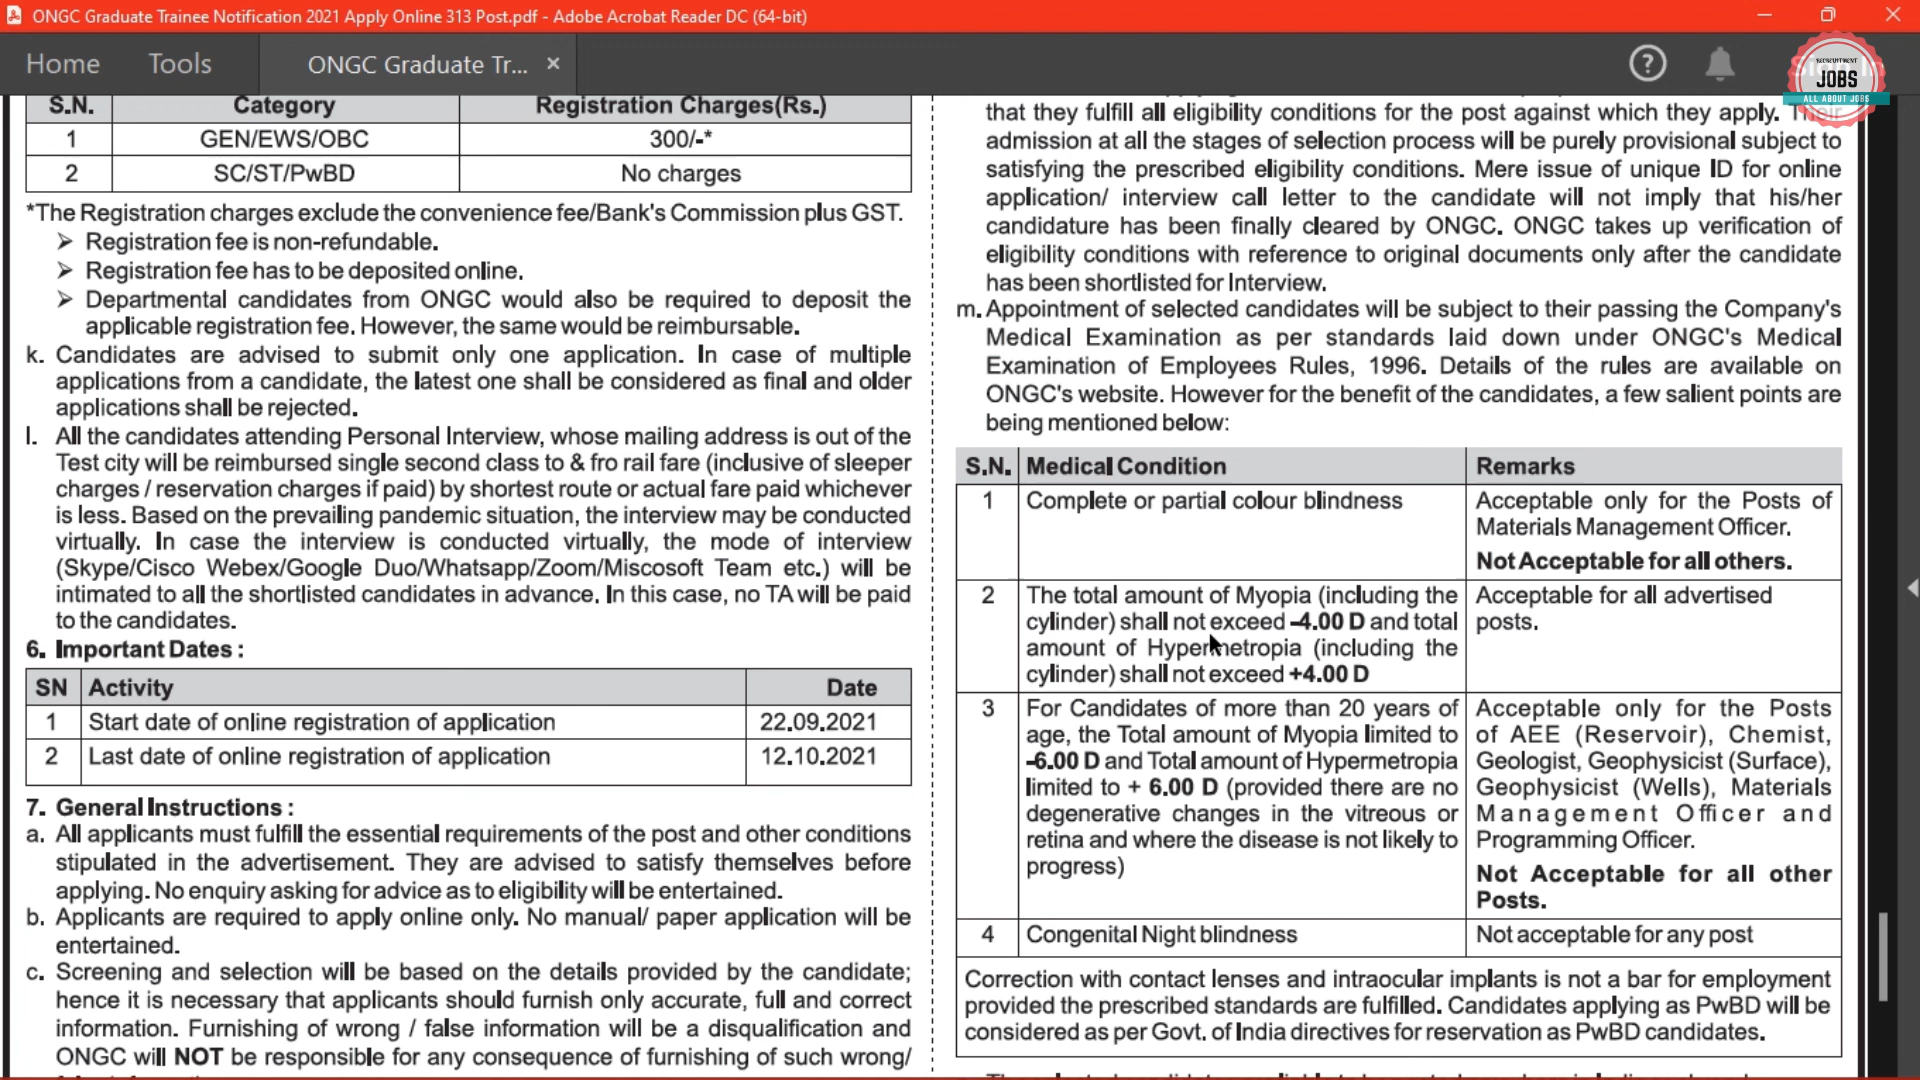 ONGC Graduate Trainee Notification 2021 Apply Online 313 Post.pdf - Adobe Acrobat Reader DC (64-bit)
Home Tools ONGC Graduate Tr... ×
RECRUITMENT
JOBS
ALL ABOUT JOBS
S.N. Category Registration Charges(Rs.)
1 GEN/EWS/OBC 300/-*
2 SC/ST/PwBD No charges
*The Registration charges exclude the convenience fee/Bank's Commission plus GST.
➢ Registration fee is non-refundable.
➢ Registration fee has to be deposited online.
➢ Departmental candidates from ONGC would also be required to deposit the
applicable registration fee. However, the same would be reimbursable.
k. Candidates are advised to submit only one application. In case of multiple
applications from a candidate, the latest one shall be considered as final and older
applications shall be rejected.
l. All the candidates attending Personal Interview, whose mailing address is out of the
Test city will be reimbursed single second class to & fro rail fare (inclusive of sleeper
charges / reservation charges if paid) by shortest route or actual fare paid whichever
is less. Based on the prevailing pandemic situation, the interview may be conducted
virtually. In case the interview is conducted virtually, the mode of interview
(Skype/Cisco Webex/Google Duo/Whatsapp/Zoom/Miscosoft Team etc.) will be
intimated to all the shortlisted candidates in advance. In this case, no TA will be paid
to the candidates.
6. Important Dates :
SN Activity Date
1 Start date of online registration of application 22.09.2021
2 Last date of online registration of application 12.10.2021
7. General Instructions :
a. All applicants must fulfill the essential requirements of the post and other conditions
stipulated in the advertisement. They are advised to satisfy themselves before
applying. No enquiry asking for advice as to eligibility will be entertained.
b. Applicants are required to apply online only. No manual/ paper application will be
entertained.
c. Screening and selection will be based on the details provided by the candidate;
hence it is necessary that applicants should furnish only accurate, full and correct
information. Furnishing of wrong / false information will be a disqualification and
ONGC will NOT be responsible for any consequence of furnishing of such wrong/
that they fulfill all eligibility conditions for the post against which they apply. Their
admission at all the stages of selection process will be purely provisional subject to
satisfying the prescribed eligibility conditions. Mere issue of unique ID for online
application/ interview call letter to the candidate will not imply that his/her
candidature has been finally cleared by ONGC. ONGC takes up verification of
eligibility conditions with reference to original documents only after the candidate
has been shortlisted for Interview.
m. Appointment of selected candidates will be subject to their passing the Company's
Medical Examination as per standards laid down under ONGC's Medical
Examination of Employees Rules, 1996. Details of the rules are available on
ONGC's website. However for the benefit of the candidates, a few salient points are
being mentioned below:
S.N. Medical Condition Remarks
1 Complete or partial colour blindness Acceptable only for the Posts of
Materials Management Officer.
Not Acceptable for all others.
2 The total amount of Myopia (including the Acceptable for all advertised
cylinder) shall not exceed -4.00 D and total posts.
amount of Hypermetropia (including the
cylinder) shall not exceed +4.00 D
3 For Candidates of more than 20 years of Acceptable only for the Posts
age, the Total amount of Myopia limited to of AEE (Reservoir), Chemist,
-6.00 D and Total amount of Hypermetropia Geologist, Geophysicist (Surface),
limited to + 6.00 D (provided there are no Geophysicist (Wells), Materials
degenerative changes in the vitreous or Management Officer and
retina and where the disease is not likely to Programming Officer.
progress) Not Acceptable for all other
Posts.
4 Congenital Night blindness Not acceptable for any post
Correction with contact lenses and intraocular implants is not a bar for employment
provided the prescribed standards are fulfilled. Candidates applying as PwBD will be
considered as per Govt. of India directives for reservation as PwBD candidates.